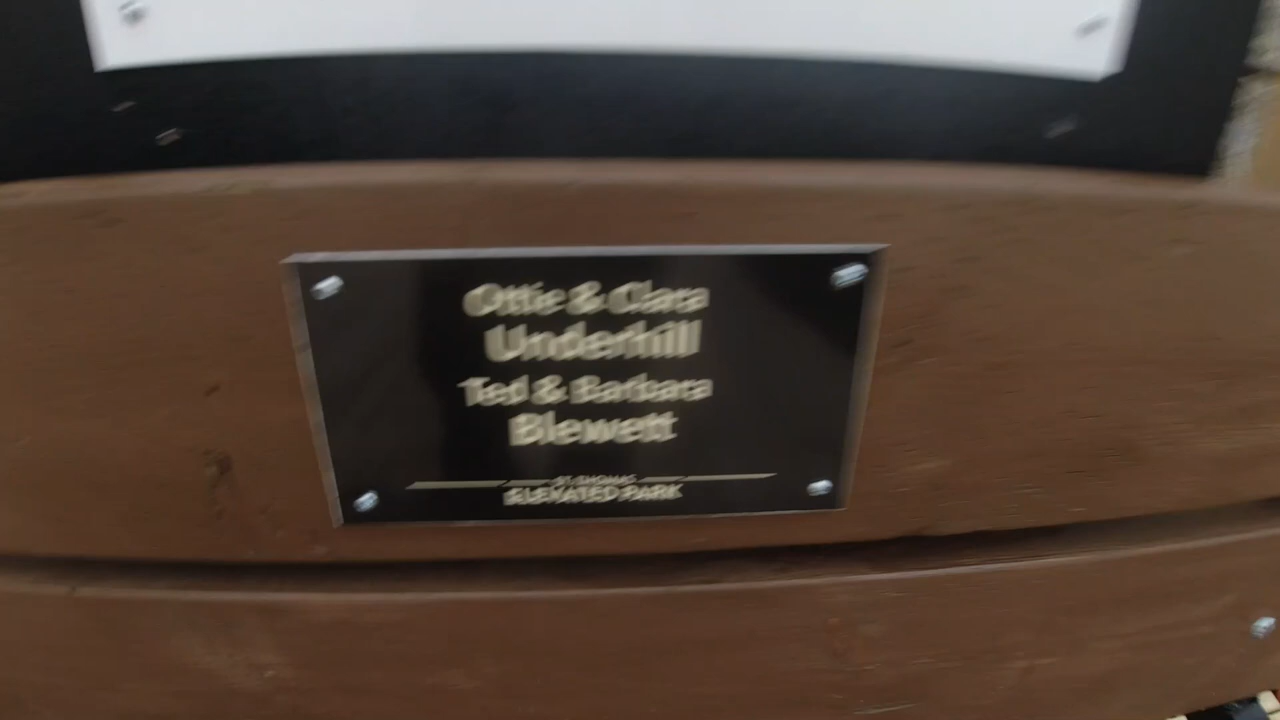 Ottie & Clara
Underhill
Ted & Barbara
Blewett
ST. THOMAS
ELEVATED PARK